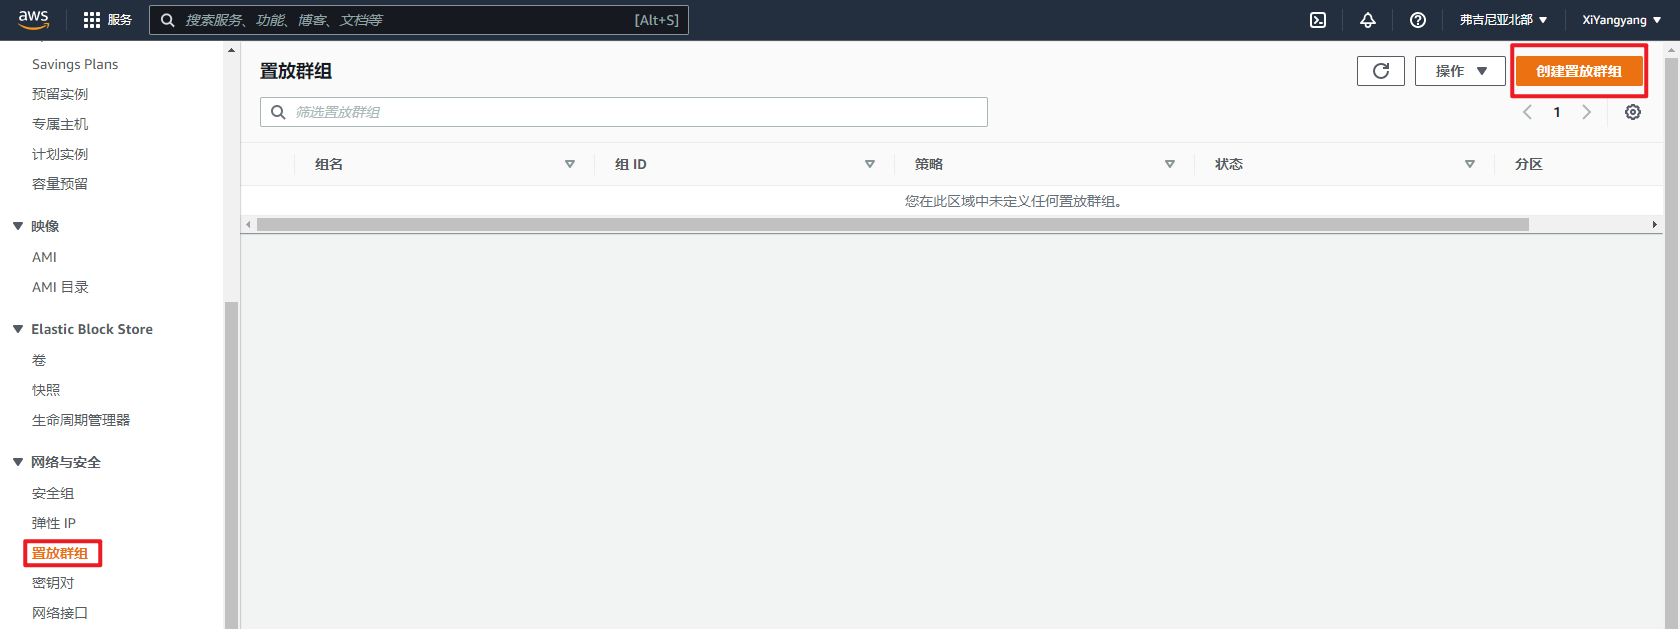 aws 服务 搜索服务、功能、博客、文档等 [Alt+S] 弗吉尼亚北部 XiYangyang
Savings Plans
预留实例
专属主机
计划实例
容量预留
映像
AMI
AMI 目录
Elastic Block Store
卷
快照
生命周期管理器
网络与安全
安全组
弹性 IP
置放群组
密钥对
网络接口
置放群组 操作 创建置放群组
筛选置放群组 1
组名 组 ID 策略 状态 分区
您在此区域中未定义任何置放群组。